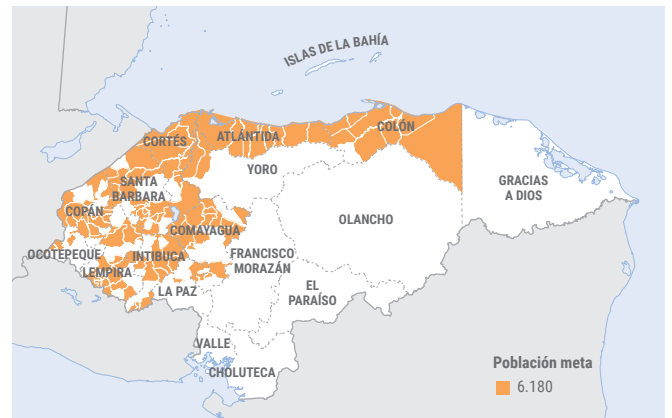 ISLAS DE LA BAHÍA
CORTÉS
ATLÁNTIDA
COLÓN
YORO
SANTA
BARBARA
GRACIAS
A DIOS
COPÁN
OLANCHO
COMAYAGUA
OCOTEPEQUE
INTIBUCA
FRANCISCO
MORAZÁN
LEMPIRA
LA PAZ
EL
PARAÍSO
VALLE
CHOLUTECA
Población meta
6.180